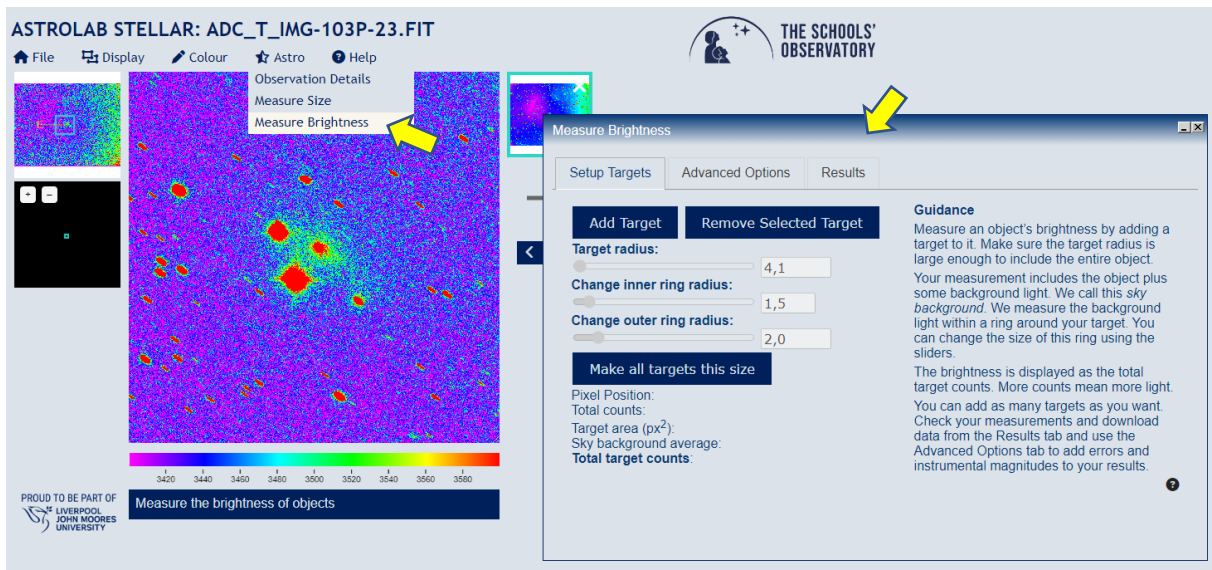 ASTROLAB STELLAR: ADC_T_IMG-103P-23.FIT
File Display Colour Astro Help
THE SCHOOLS'
OBSERVATORY
Observation Details
Measure Size
Measure Brightness
+ −
3420 3440 3460 3480 3500 3520 3540 3560 3580
Measure the brightness of objects
PROUD TO BE PART OF
LIVERPOOL
JOHN MOORES
UNIVERSITY
Measure Brightness
Setup Targets Advanced Options Results
Add Target Remove Selected Target
Target radius:
4,1
Change inner ring radius:
1,5
Change outer ring radius:
2,0
Make all targets this size
Pixel Position:
Total counts:
Target area (px²):
Sky background average:
Total target counts:
Guidance
Measure an object's brightness by adding a
target to it. Make sure the target radius is
large enough to include the entire object.
Your measurement includes the object plus
some background light. We call this sky
background. We measure the background
light within a ring around your target. You
can change the size of this ring using the
sliders.
The brightness is displayed as the total
target counts. More counts mean more light.
You can add as many targets as you want.
Check your measurements and download
data from the Results tab and use the
Advanced Options tab to add errors and
instrumental magnitudes to your results.